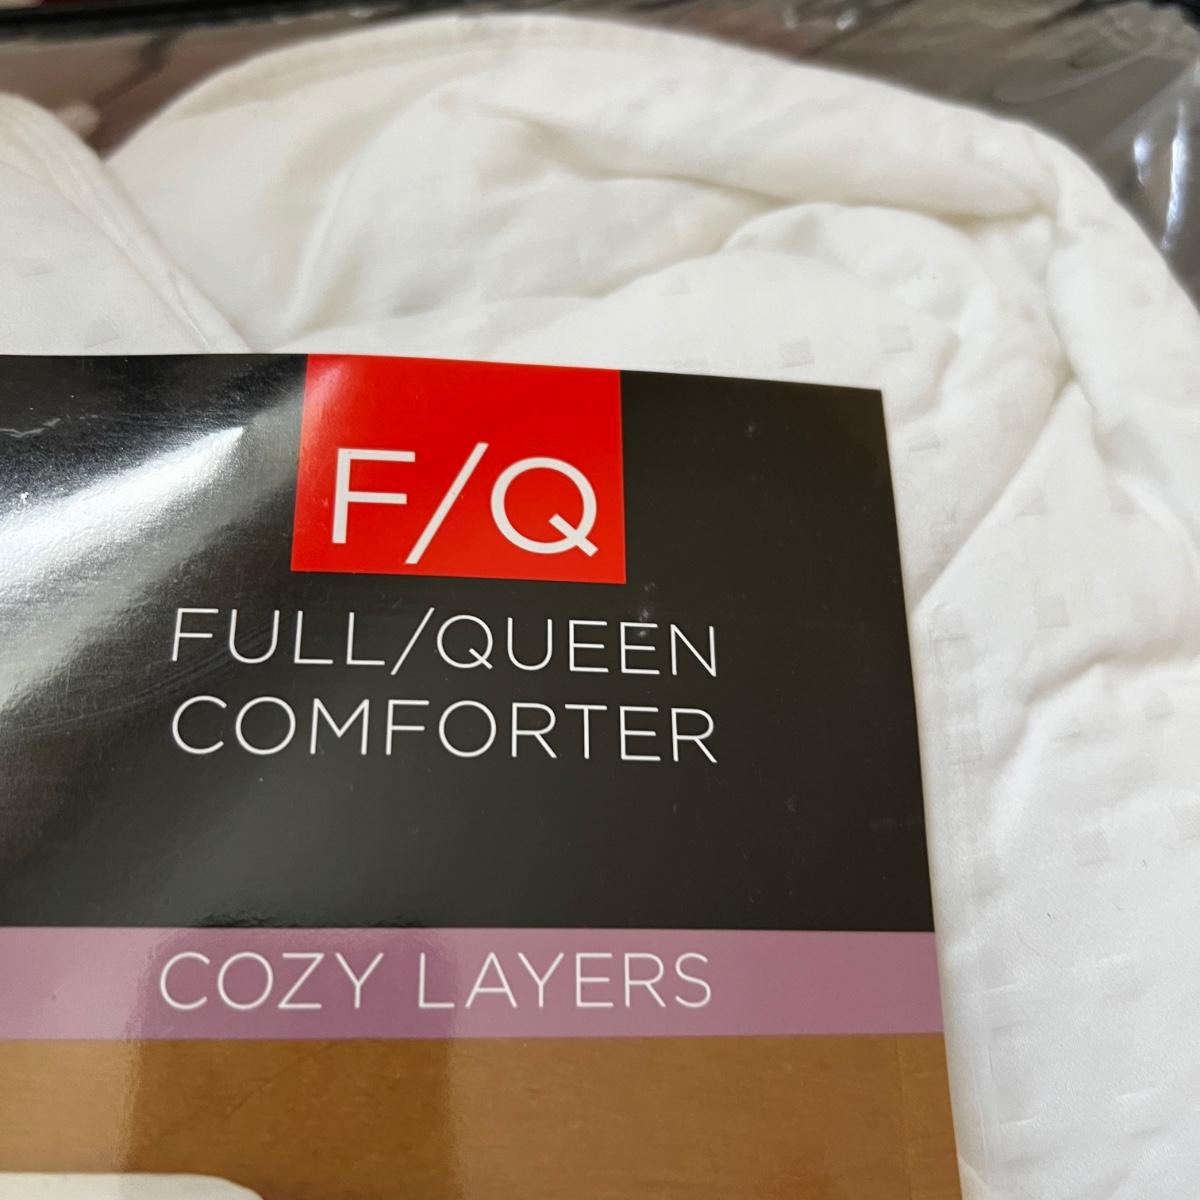 F/Q
FULL/QUEEN
COMFORTER
COZY LAYERS